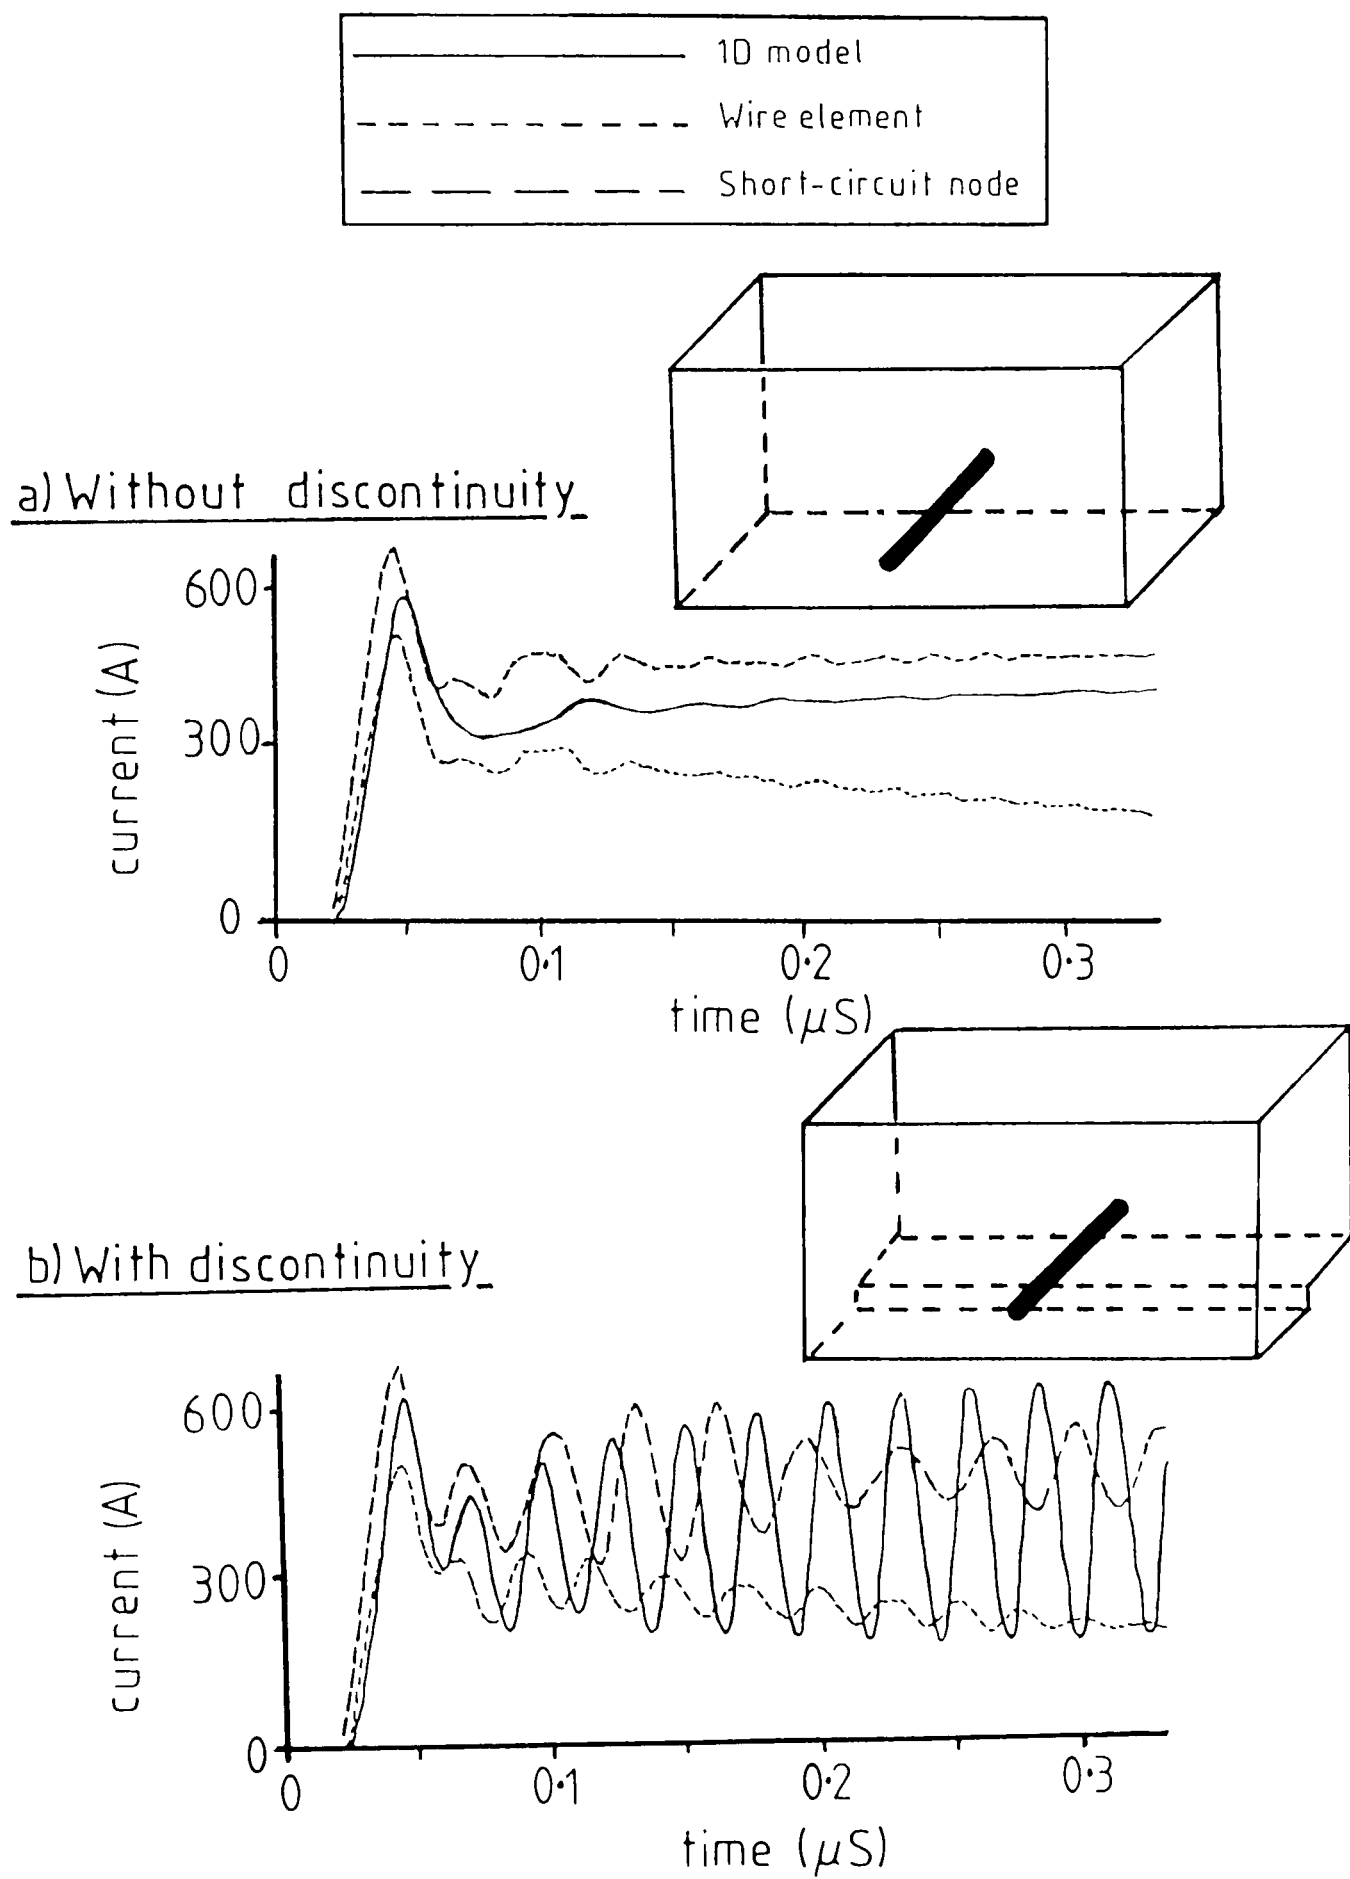 1D model
Wire element
Short-circuit node
a) Without discontinuity
600
300
0
current (A)
0 0·1 0·2 0·3
time (μS)
b) With discontinuity
600
300
0
current (A)
0 0·1 0·2 0·3
time (μS)